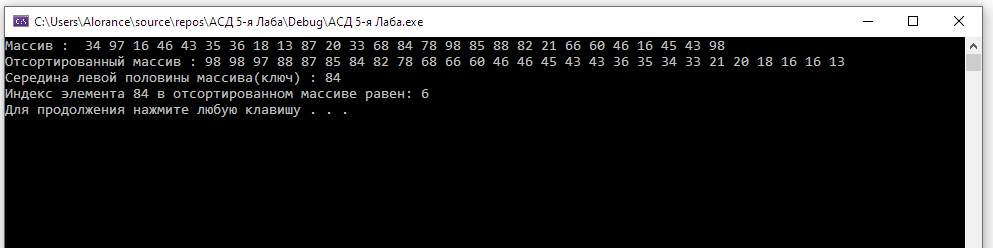 C:\Users\Alorance\source\repos\АСД 5-я Лаба\Debug\АСД 5-я Лаба.exe
Массив :  34 97 16 46 43 35 36 18 13 87 20 33 68 84 78 98 85 88 82 21 66 60 46 16 45 43 98
Отсортированный массив : 98 98 97 88 87 85 84 82 78 68 66 60 46 46 45 43 43 36 35 34 33 21 20 18 16 16 13
Середина левой половины массива(ключ) : 84
Индекс элемента 84 в отсортированном массиве равен: 6
Для продолжения нажмите любую клавишу . . .